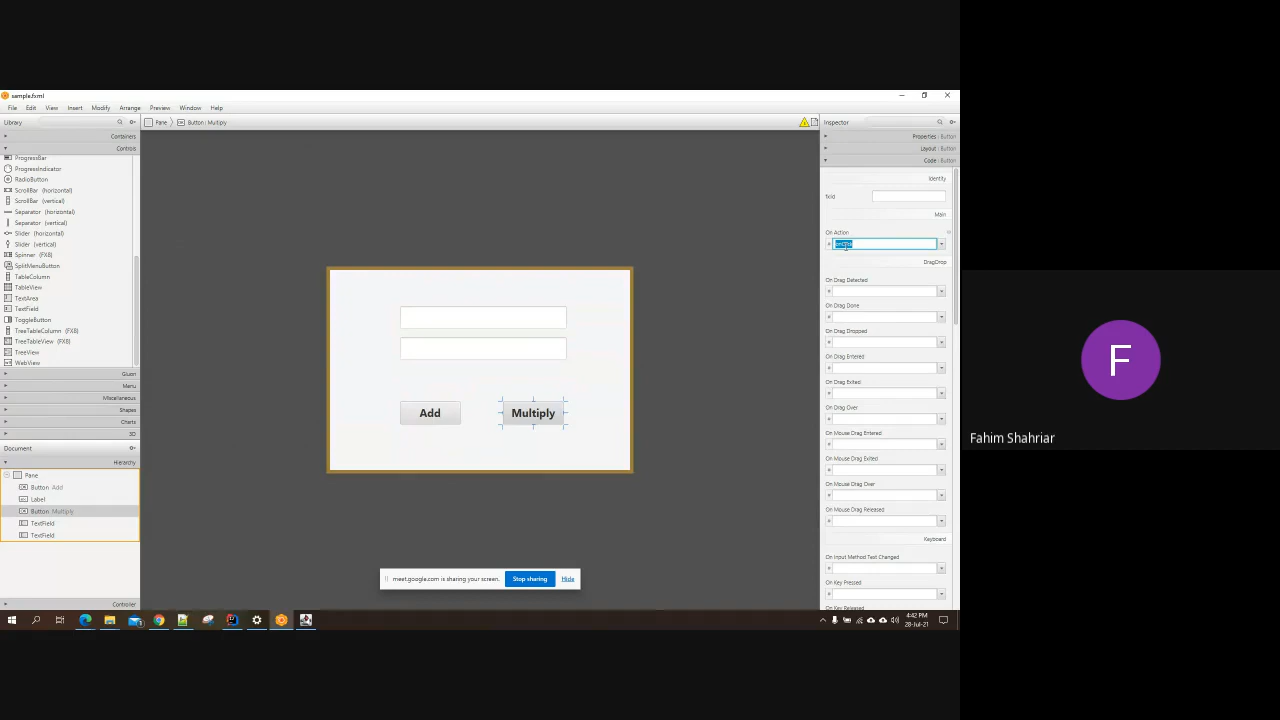 sample.fxml
File Edit View Insert Modify Arrange Preview Window Help
Library
Pane Button : Multiply
Inspector
Containers
Controls
ProgressBar
ProgressIndicator
RadioButton
ScrollBar (horizontal)
ScrollBar (vertical)
Separator (horizontal)
Separator (vertical)
Slider (horizontal)
Slider (vertical)
Spinner (FX8)
SplitMenuButton
TableColumn
TableView
TextArea
TextField
ToggleButton
TreeTableColumn (FX8)
TreeTableView (FX8)
TreeView
WebView
Gluon
Menu
Miscellaneous
Shapes
Charts
3D
Document
Hierarchy
Pane
Button Add
Label
Button Multiply
TextField
TextField
Controller
Add
Multiply
Properties : Button
Layout : Button
Code : Button
Identity
fx:id
Main
On Action
#
DragDrop
On Drag Detected
#
On Drag Done
#
On Drag Dropped
#
On Drag Entered
#
On Drag Exited
#
On Drag Over
#
On Mouse Drag Entered
#
On Mouse Drag Exited
#
On Mouse Drag Over
#
On Mouse Drag Released
#
Keyboard
On Input Method Text Changed
#
On Key Pressed
#
On Key Released
meet.google.com is sharing your screen.
Stop sharing
Hide
4:42 PM
28-Jul-21
F
Fahim Shahriar